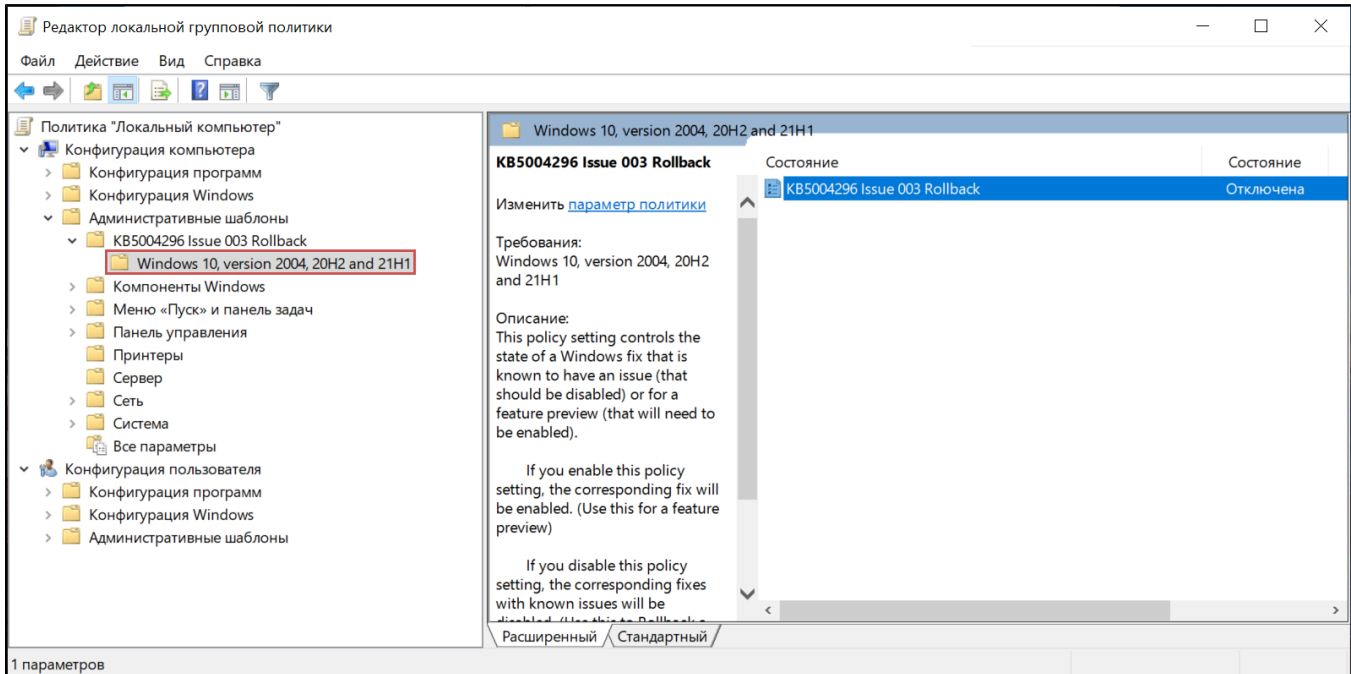 Редактор локальной групповой политики
Файл Действие Вид Справка
Политика "Локальный компьютер"
Конфигурация компьютера
Конфигурация программ
Конфигурация Windows
Административные шаблоны
KB5004296 Issue 003 Rollback
Windows 10, version 2004, 20H2 and 21H1
Компоненты Windows
Меню «Пуск» и панель задач
Панель управления
Принтеры
Сервер
Сеть
Система
Все параметры
Конфигурация пользователя
Конфигурация программ
Конфигурация Windows
Административные шаблоны
Windows 10, version 2004, 20H2 and 21H1
KB5004296 Issue 003 Rollback
Изменить параметр политики
Требования:
Windows 10, version 2004, 20H2
and 21H1
Описание:
This policy setting controls the
state of a Windows fix that is
known to have an issue (that
should be disabled) or for a
feature preview (that will need to
be enabled).
If you enable this policy
setting, the corresponding fix will
be enabled. (Use this for a feature
preview)
If you disable this policy
setting, the corresponding fixes
with known issues will be
disabled. (Use this to Rollback a
Состояние Состояние
KB5004296 Issue 003 Rollback Отключена
Расширенный Стандартный
1 параметров